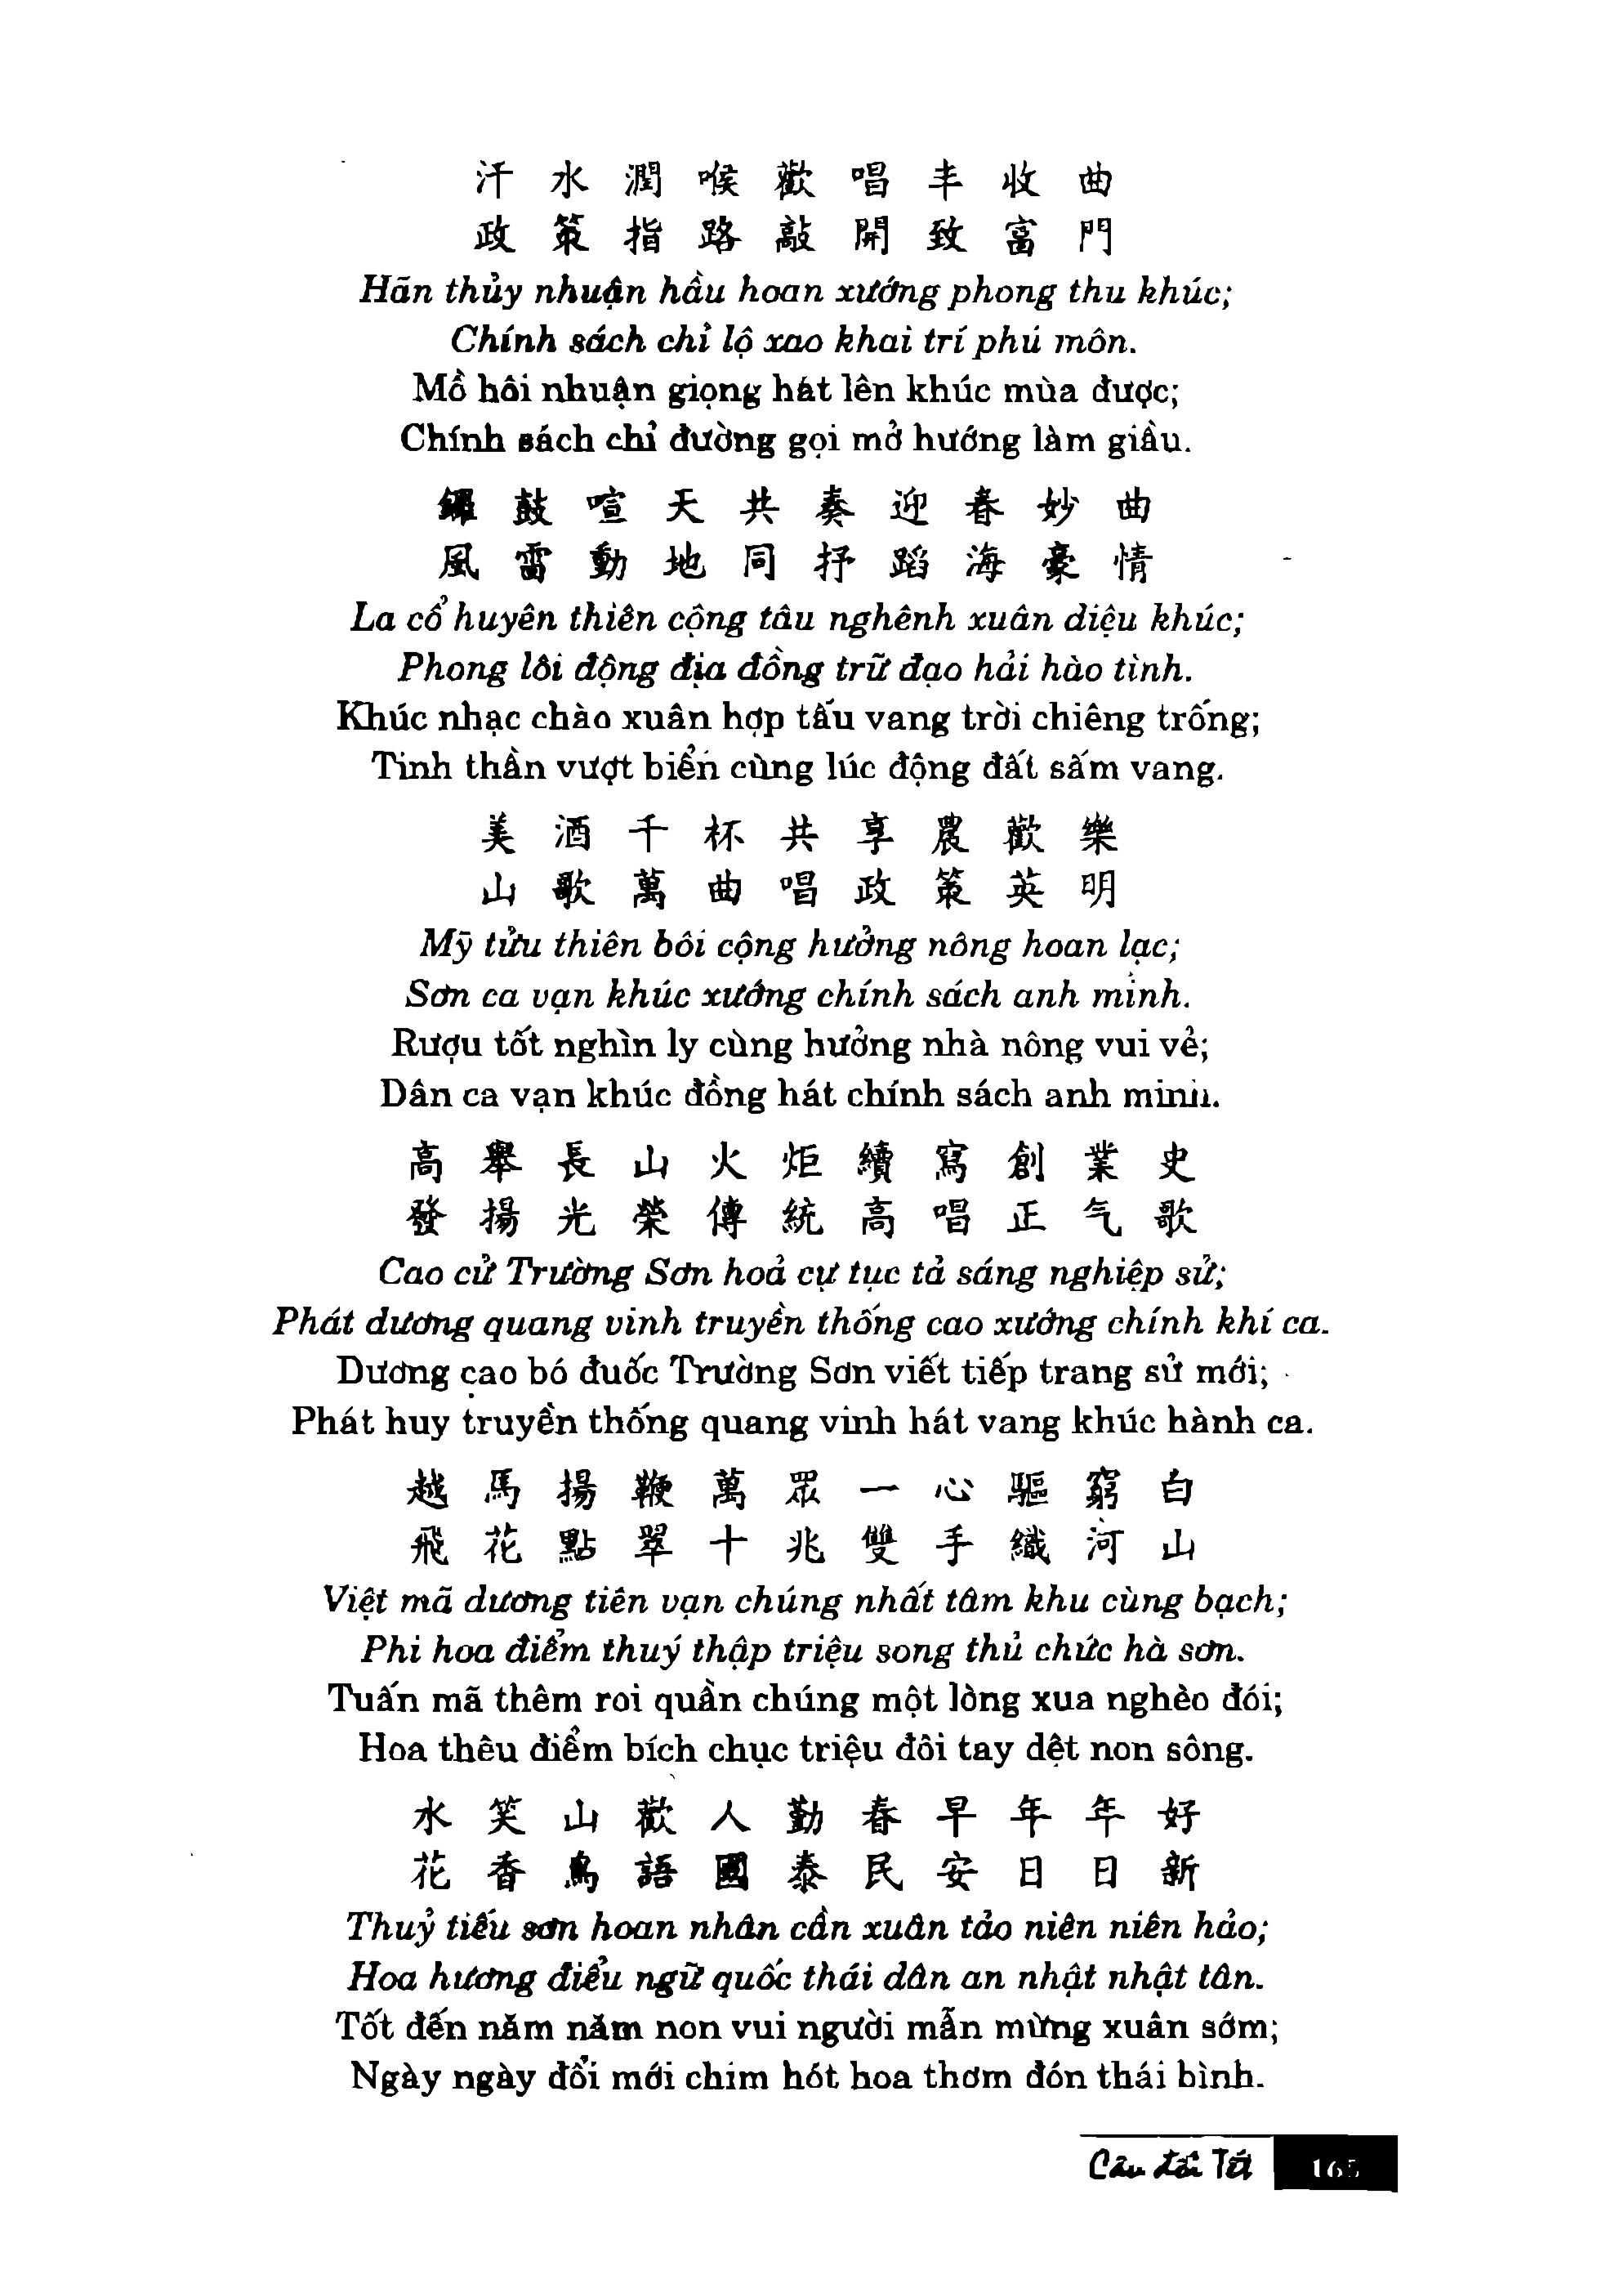 汗水潤喉歡唱丰收曲
政策指路敲開致富門
Hãn thủy nhuận hầu hoan xướng phong thu khúc;
Chính sách chỉ lộ xao khai trí phú môn.
Mồ hôi nhuận giọng hát lên khúc mùa được;
Chính sách chỉ đường gọi mở hướng làm giầu.
鑼鼓喧天共奏迎春妙曲
風雷動地同抒蹈海豪情
La cổ huyên thiên cộng tâu nghênh xuân diệu khúc;
Phong lôi động địa đồng trữ đạo hải hào tình.
Khúc nhạc chào xuân hợp tấu vang trời chiêng trống;
Tinh thần vượt biển cùng lúc động đất sấm vang.
美酒千杯共享農歡樂
山歌萬曲唱政策英明
Mỹ tửu thiên bôi cộng hưởng nông hoan lạc;
Sơn ca vạn khúc xướng chính sách anh minh.
Rượu tốt nghìn ly cùng hưởng nhà nông vui vẻ;
Dân ca vạn khúc đồng hát chính sách anh minh.
高舉長山火炬續寫創業史
發揚光榮傳統高唱正气歌
Cao cử Trường Sơn hoả cự tục tả sáng nghiệp sử;
Phát dương quang vinh truyền thống cao xướng chính khí ca.
Dương cao bó đuốc Trường Sơn viết tiếp trang sử mới;
Phát huy truyền thống quang vinh hát vang khúc hành ca.
越馬揚鞭萬眾一心驅窮白
飛花點翠十兆雙手織河山
Việt mã dương tiên vạn chúng nhất tâm khu cùng bạch;
Phi hoa điểm thuý thập triệu song thủ chức hà sơn.
Tuấn mã thêm roi quần chúng một lòng xua nghèo đói;
Hoa thêu điểm bích chục triệu đôi tay dệt non sông.
水笑山歡人勤春早年年好
花香鳥語國泰民安日日新
Thuỷ tiếu sơn hoan nhân cần xuân tảo niên niên hảo;
Hoa hương điểu ngữ quốc thái dân an nhật nhật tân.
Tốt đến năm năm non vui người mẫn mừng xuân sớm;
Ngày ngày đổi mới chim hót hoa thơm đón thái bình.
Câu đối Tết 165